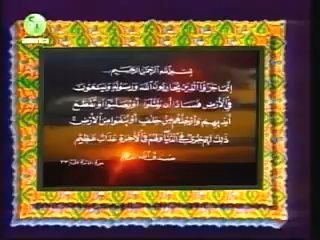 بسم الله الرحمن الرحيم
إنما جزؤا الذين يحاربون الله ورسوله ويسعون
في الأرض فسادا أن يقتلوا أو يصلبوا أو تقطع
أيديهم وأرجلهم من خلف أو ينفوا من الأرض
ذلك لهم خزي في الدنيا ولهم في الآخرة عذاب عظيم
صدق الله العظيم